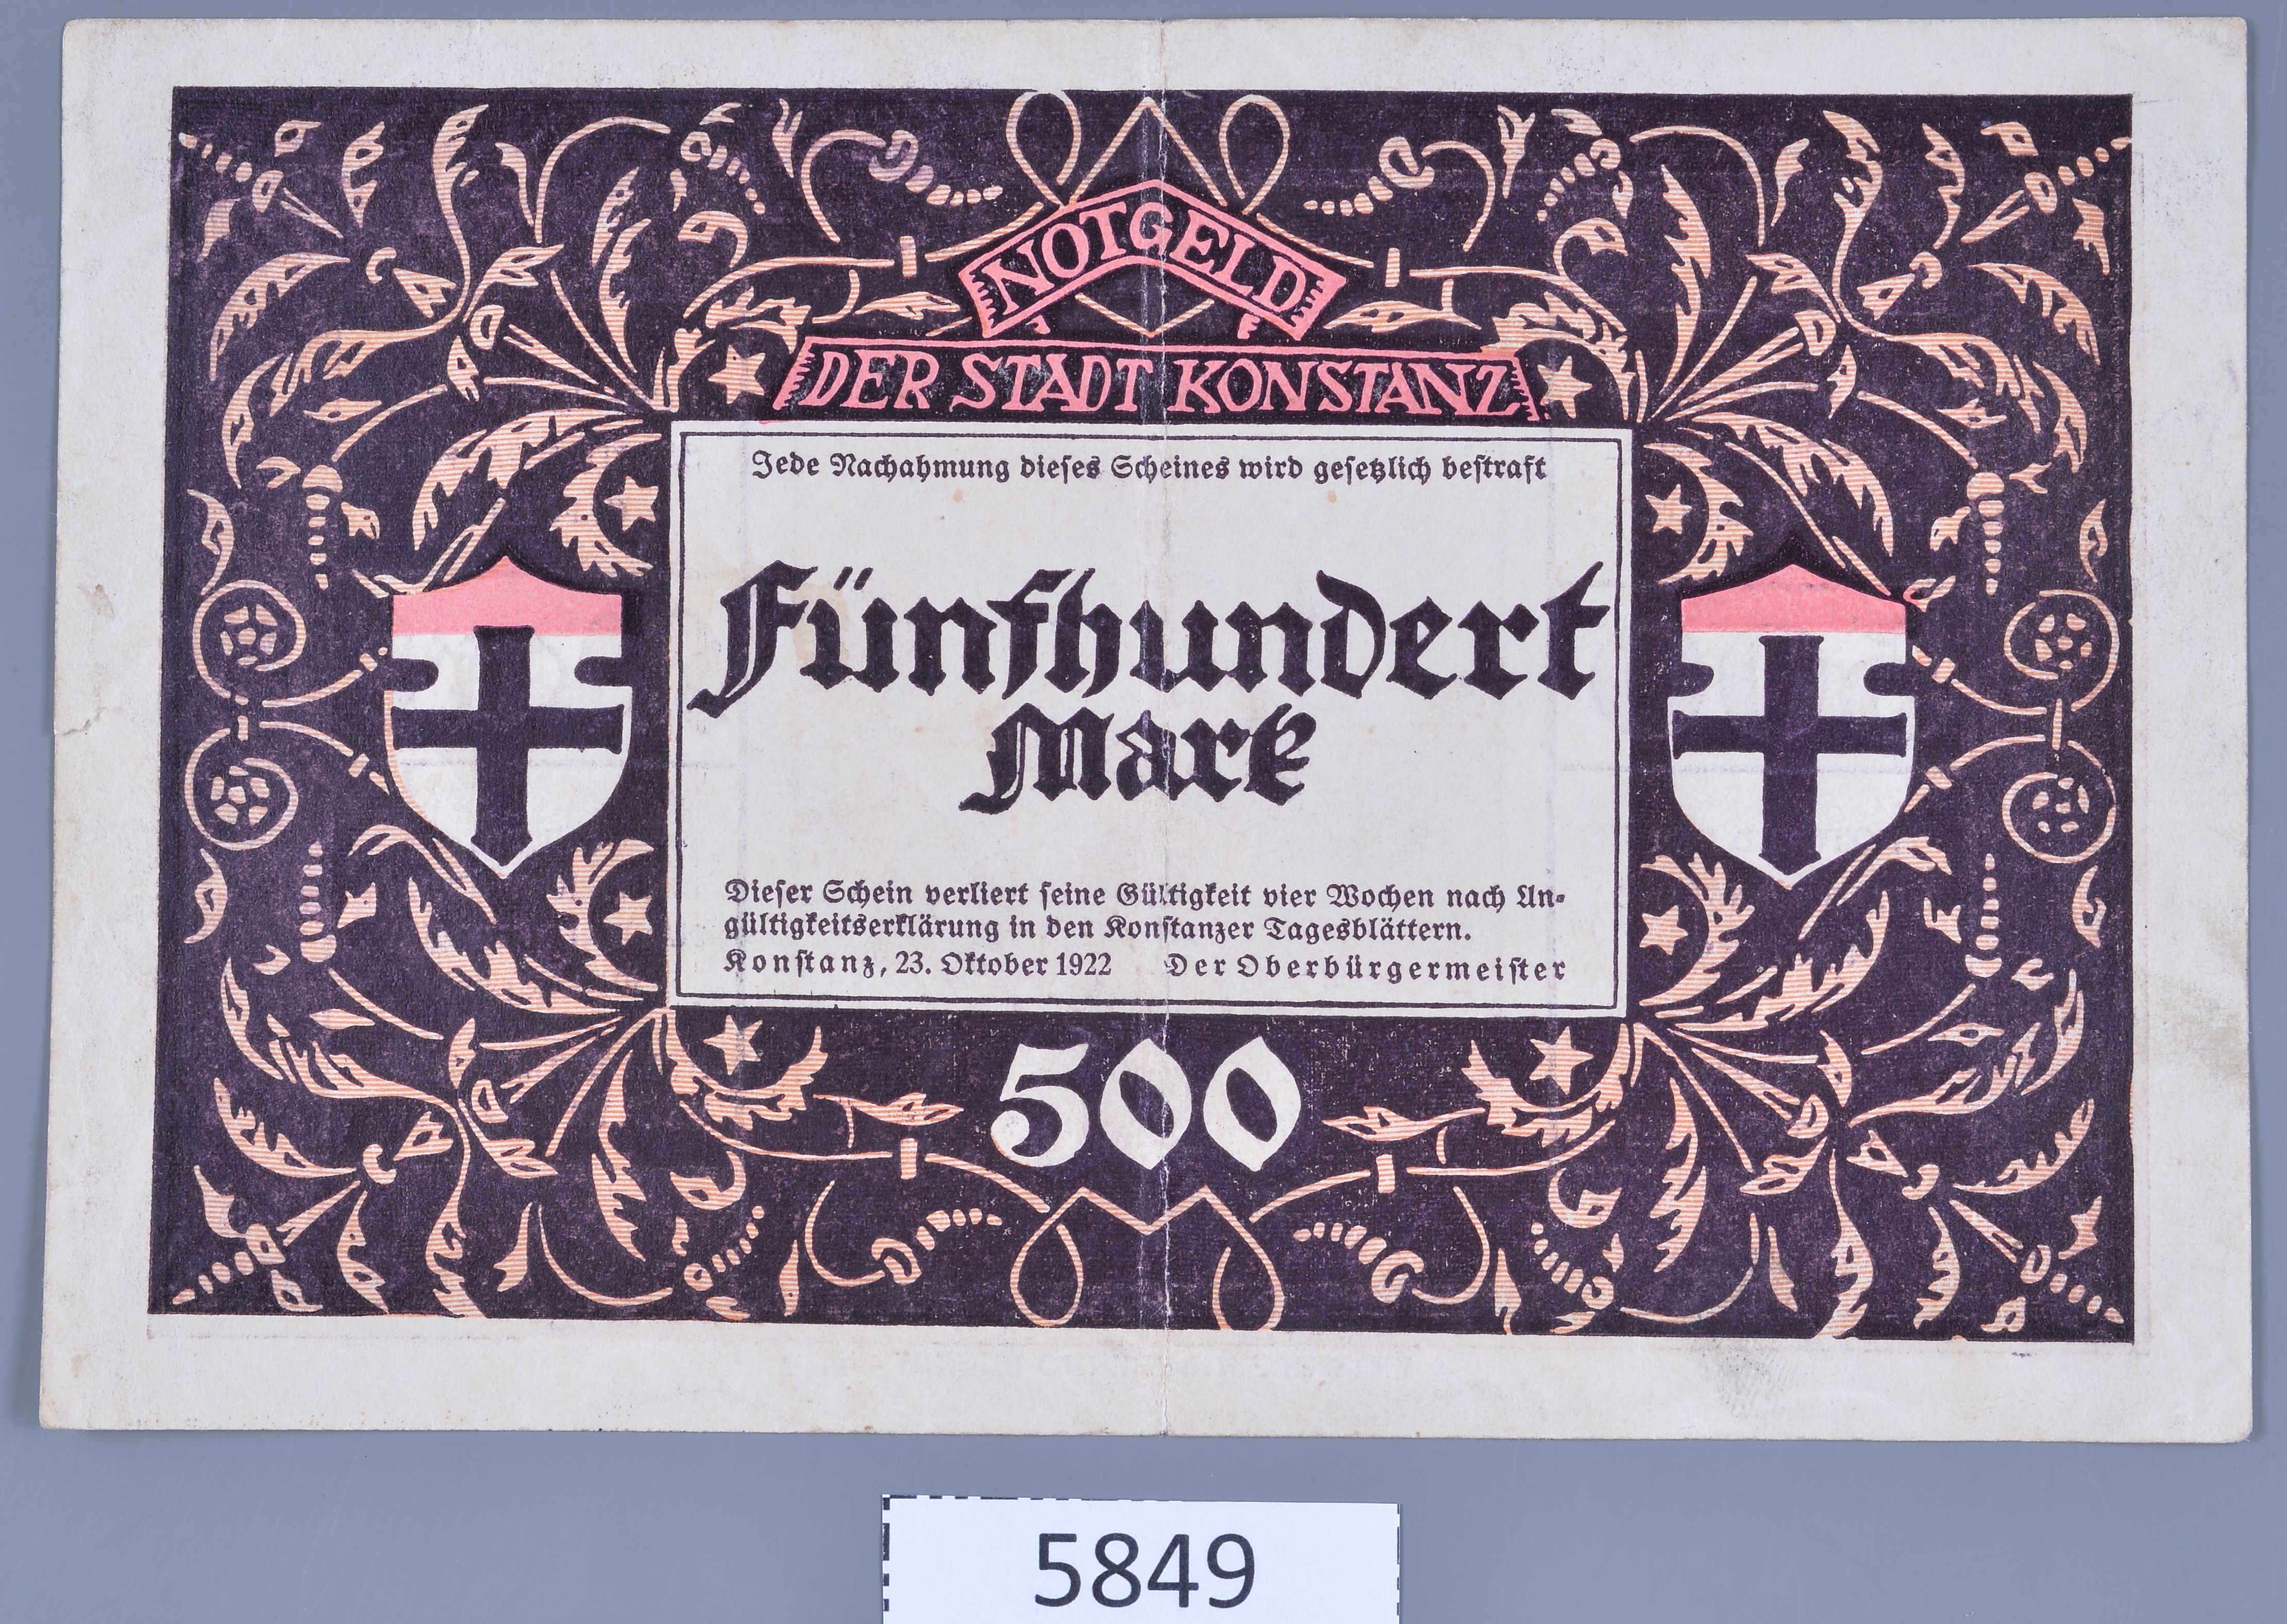 NOTGELD
DER STADT KONSTANZ
Jede Nachahmung dieses Scheines wird gesetzlich bestraft
Fünfhundert
Mark
Dieser Schein verliert seine Gültigkeit vier Wochen nach Un-
gültigkeitserklärung in den Konstanzer Tagesblättern.
Konstanz, 23. Oktober 1922 Der Oberbürgermeister
500
5849